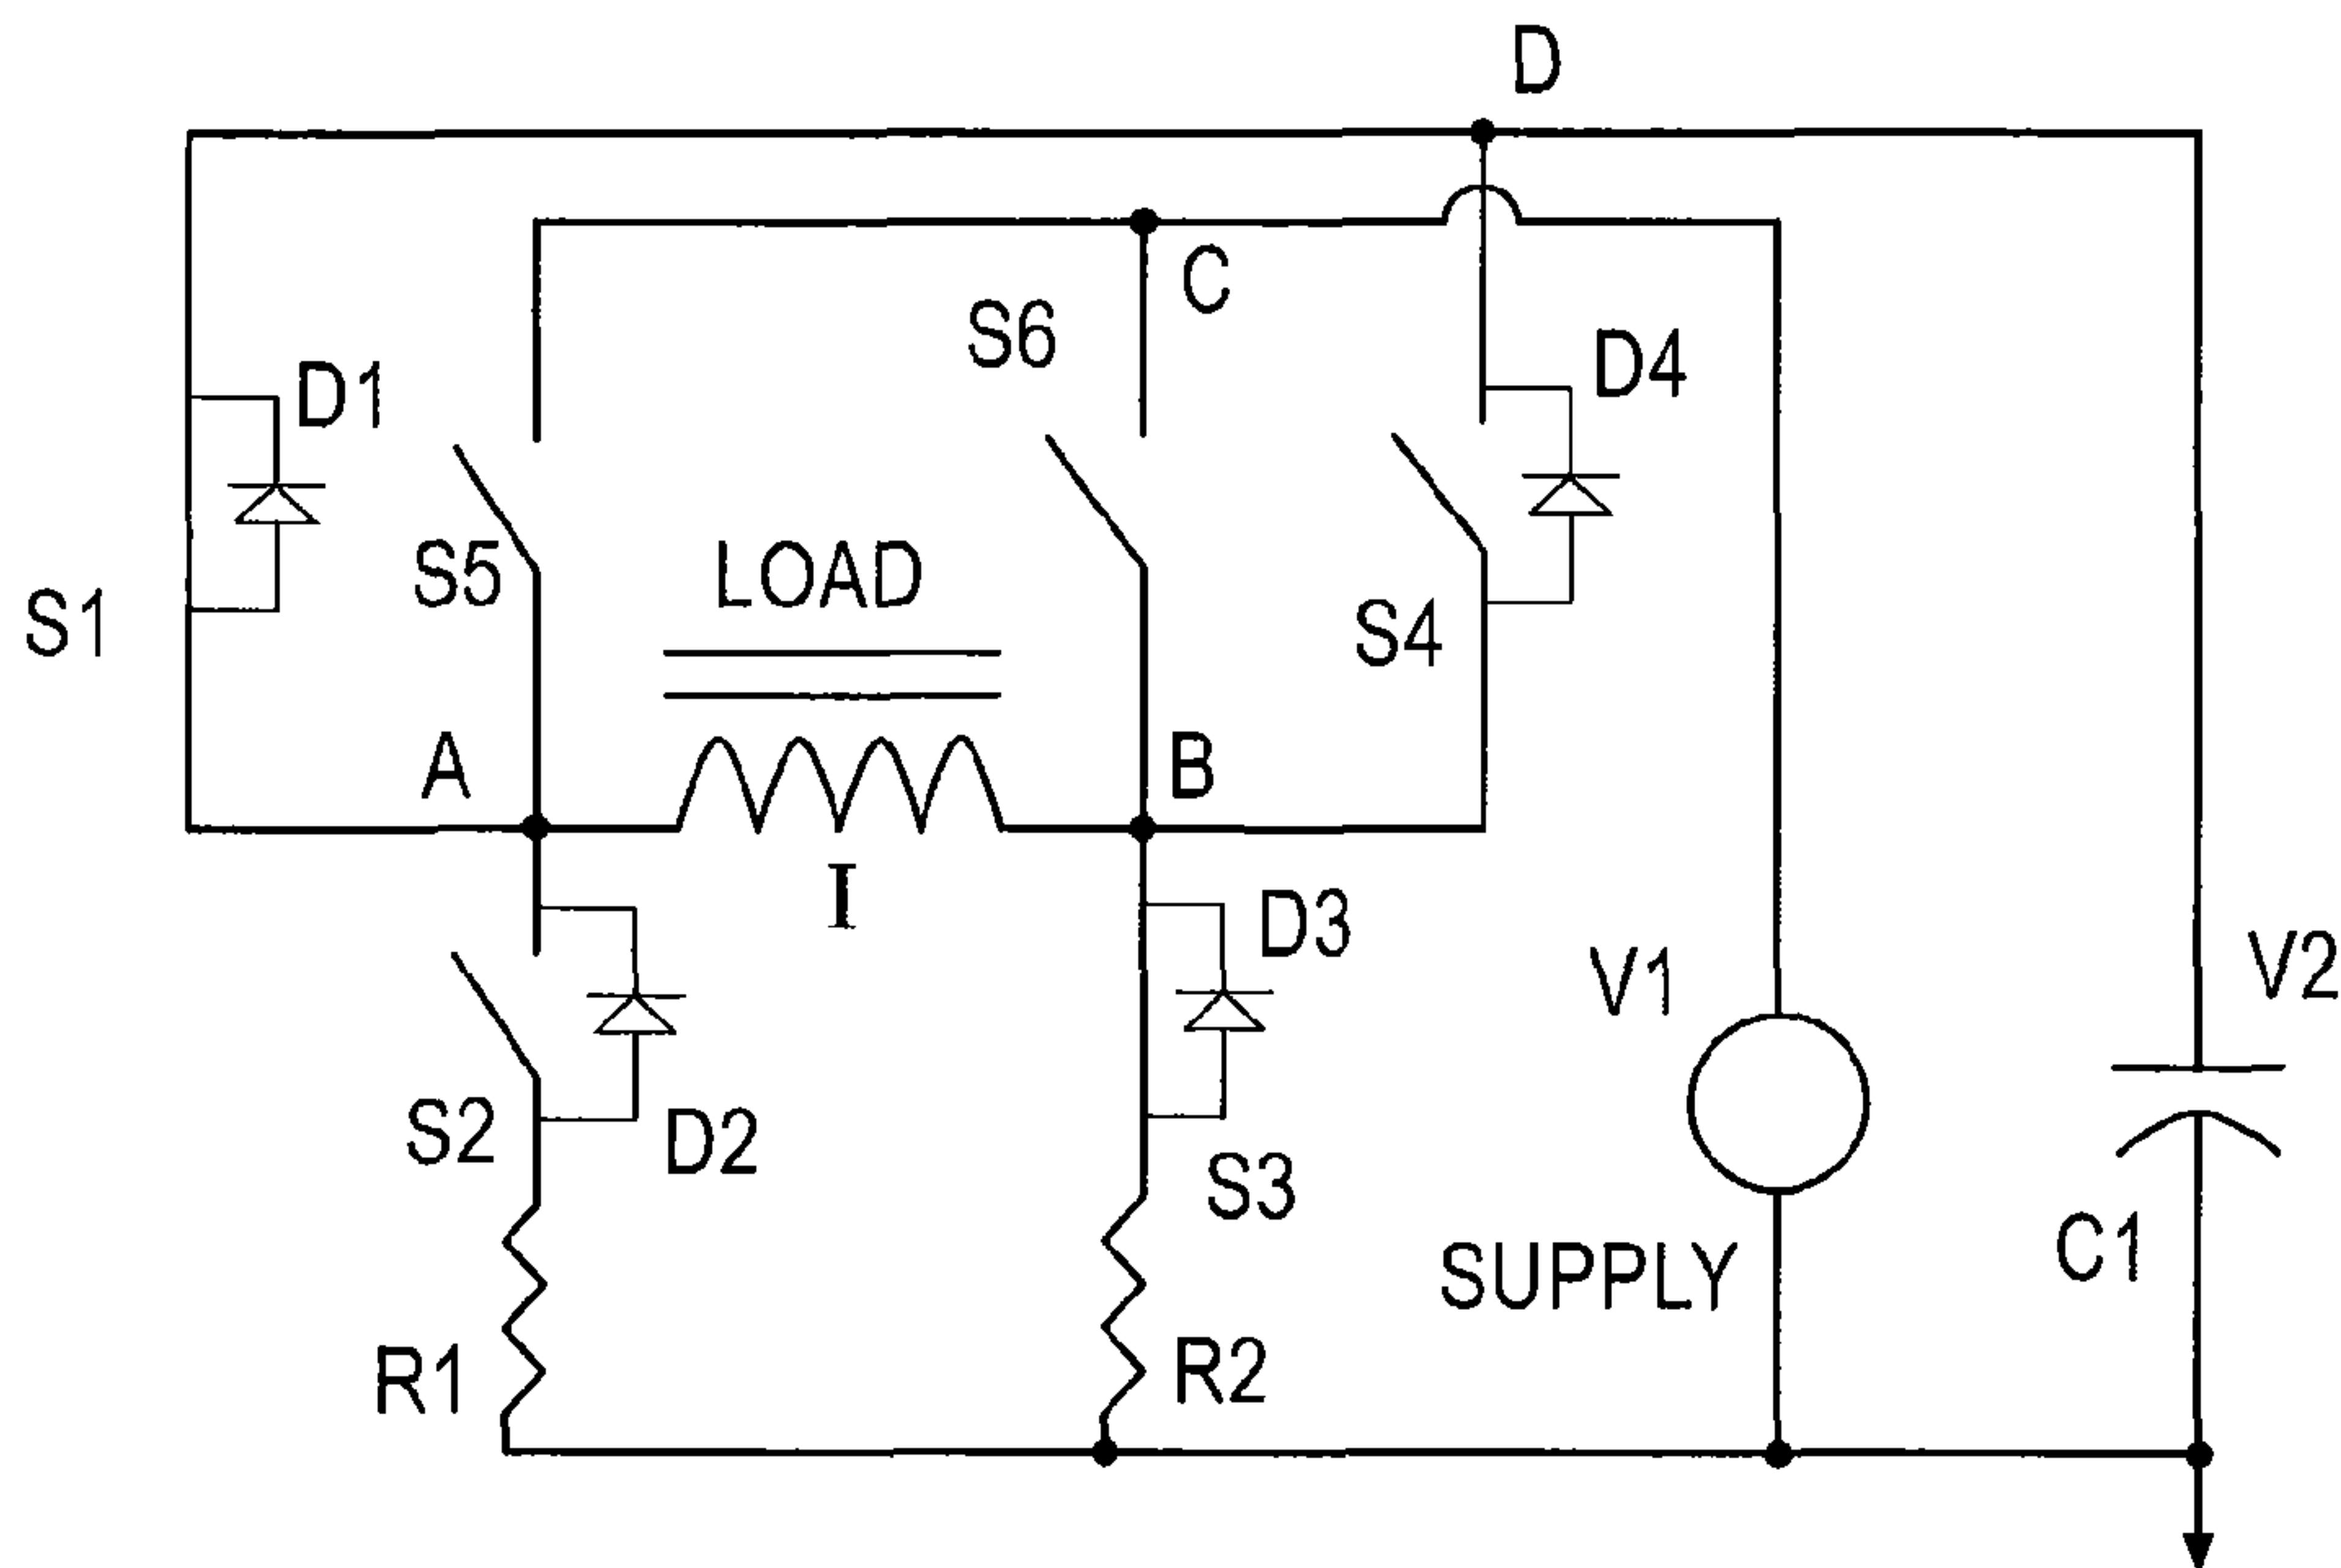 D
C
S6
D4
D1
S5
LOAD
S1
S4
A
B
I
D3
V1
V2
S2
D2
S3
C1
SUPPLY
R1
R2